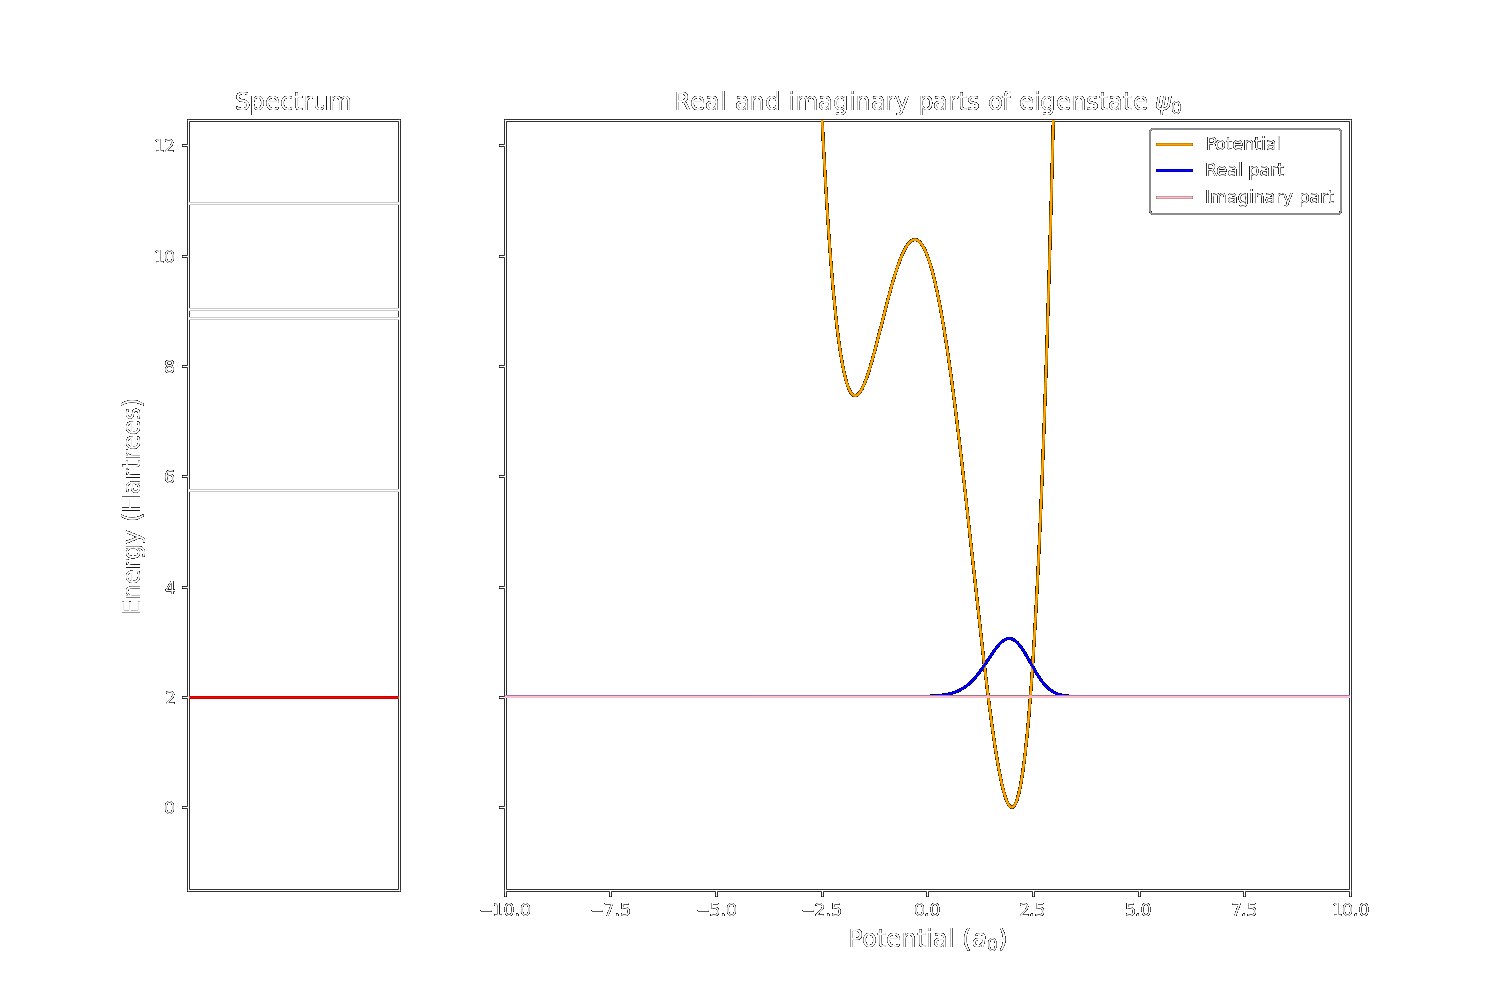 Spectrum
Energy (Hartrees)
12
10
8
6
4
2
0
Real and imaginary parts of eigenstate ψ₀
Potential
Real part
Imaginary part
−10.0 −7.5 −5.0 −2.5 0.0 2.5 5.0 7.5 10.0
Potential (a₀)